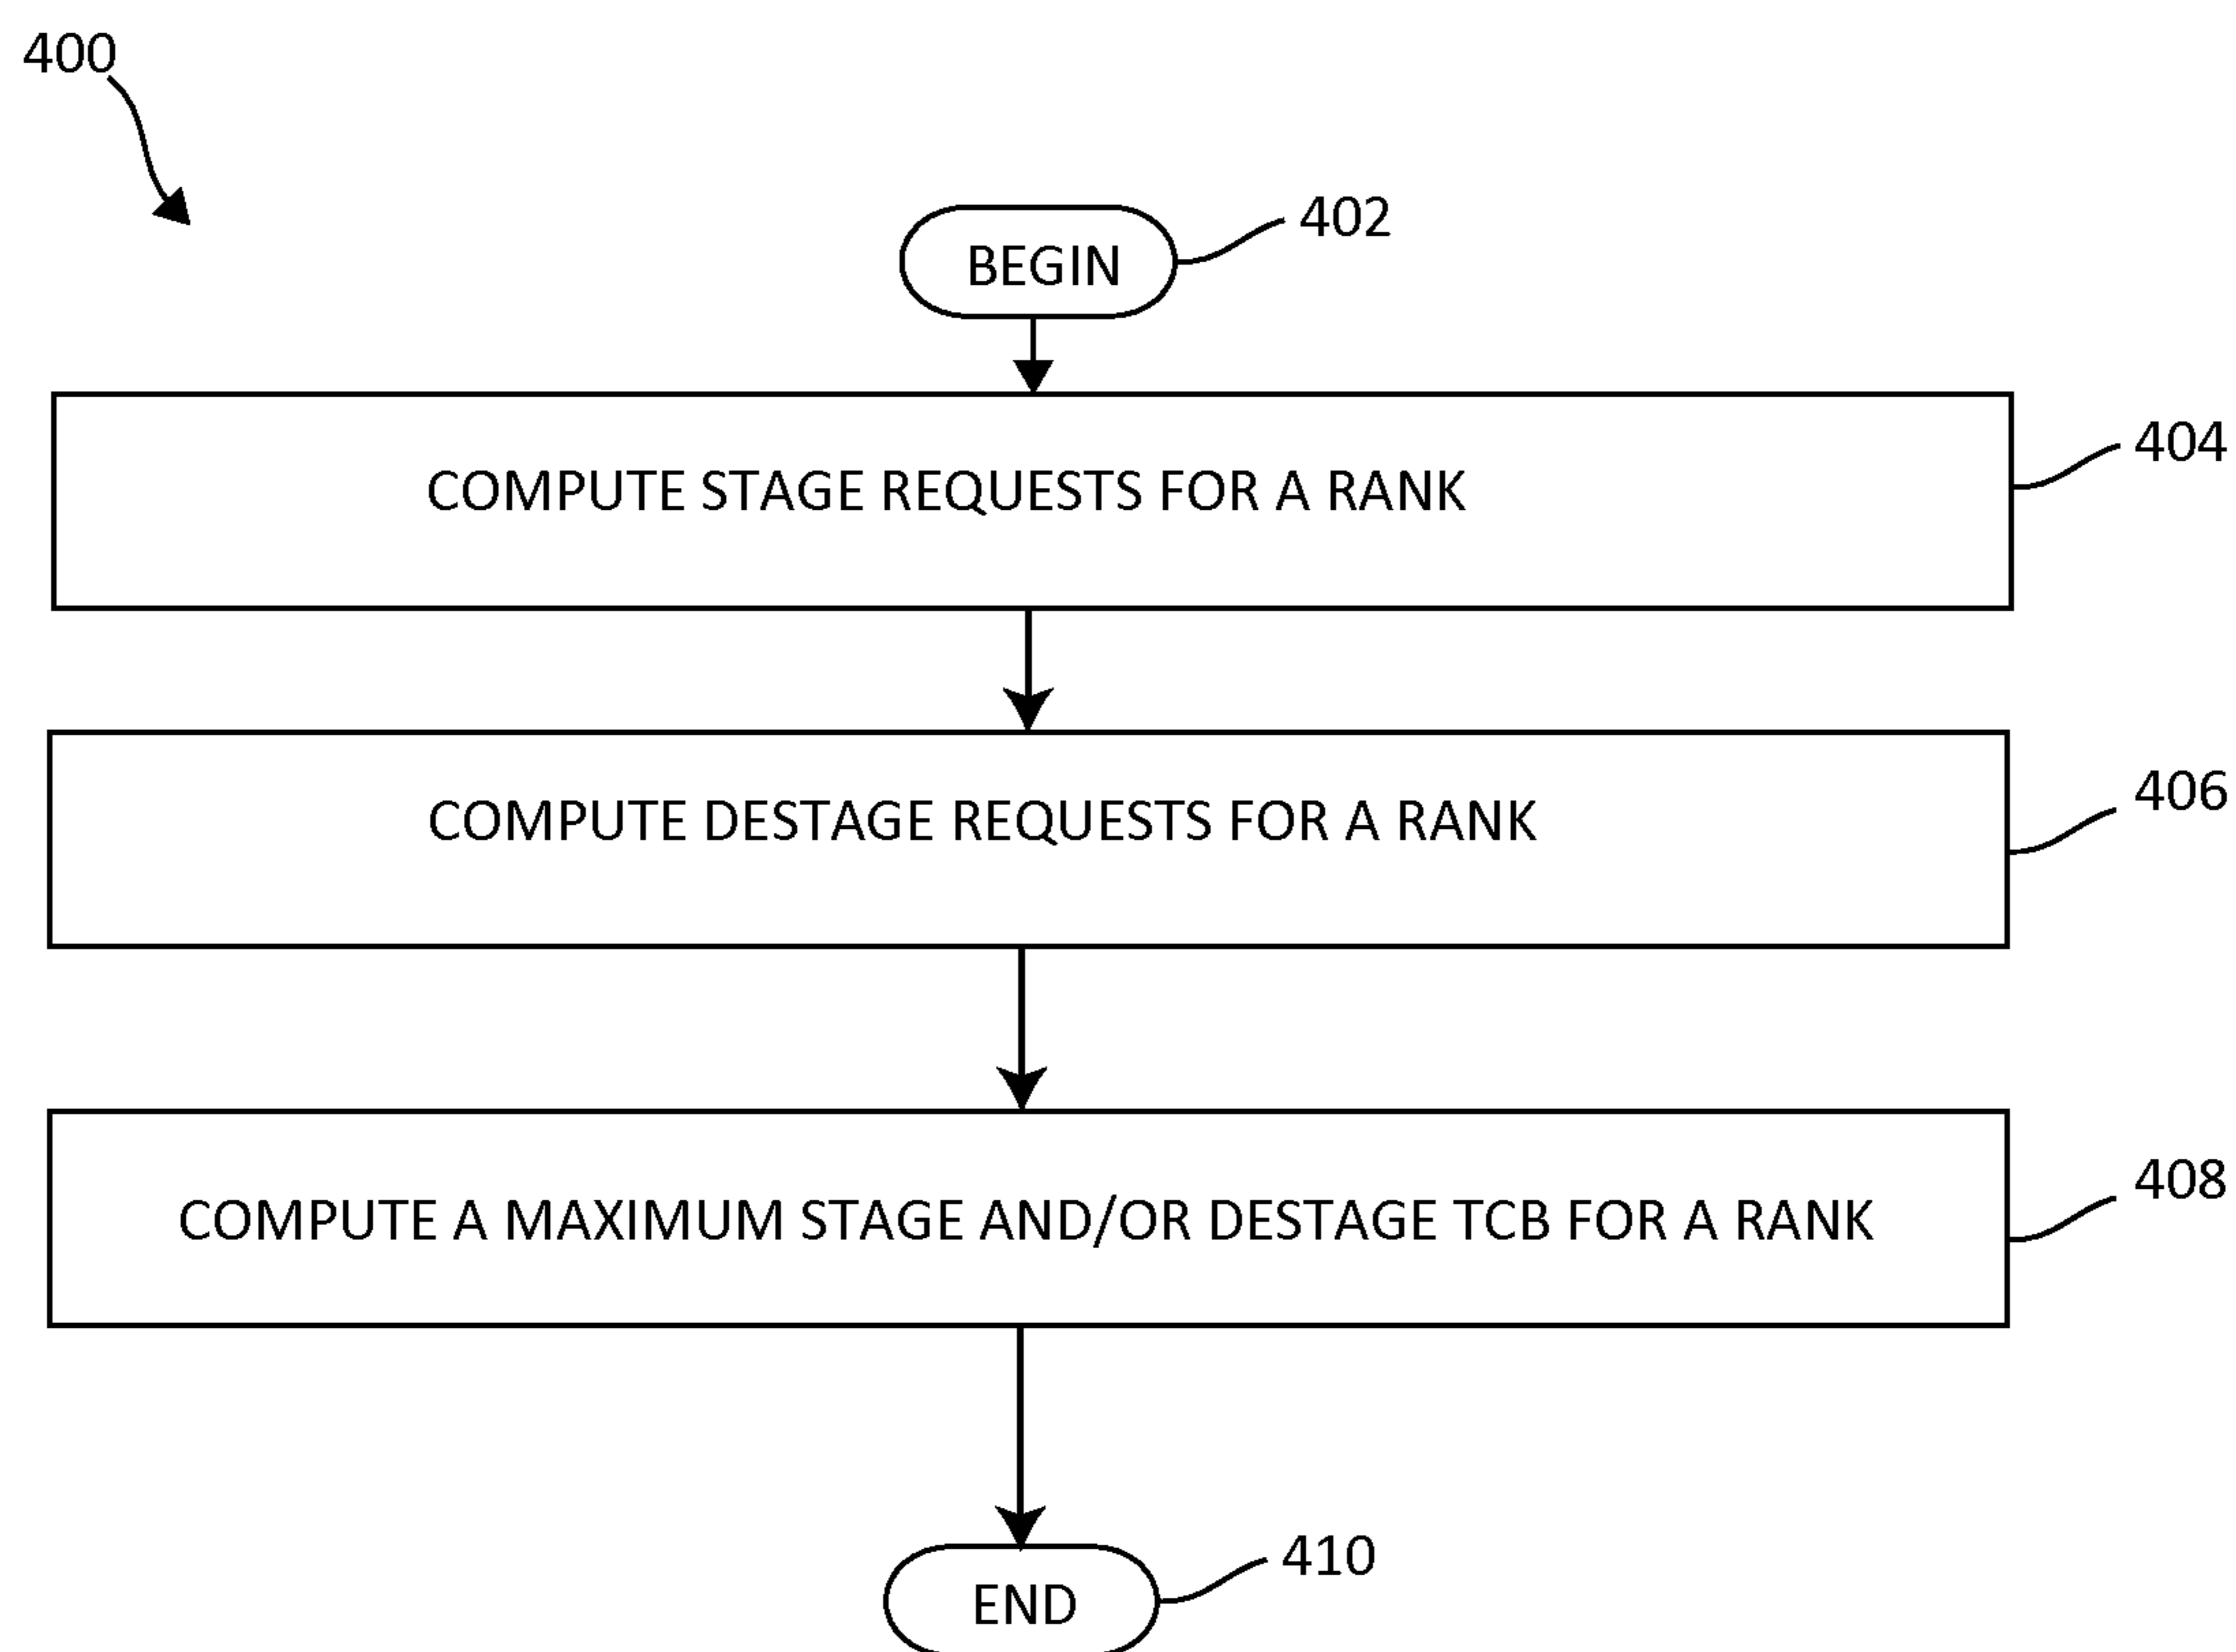 400
BEGIN
402
COMPUTE STAGE REQUESTS FOR A RANK
404
COMPUTE DESTAGE REQUESTS FOR A RANK
406
COMPUTE A MAXIMUM STAGE AND/OR DESTAGE TCB FOR A RANK
408
END
410